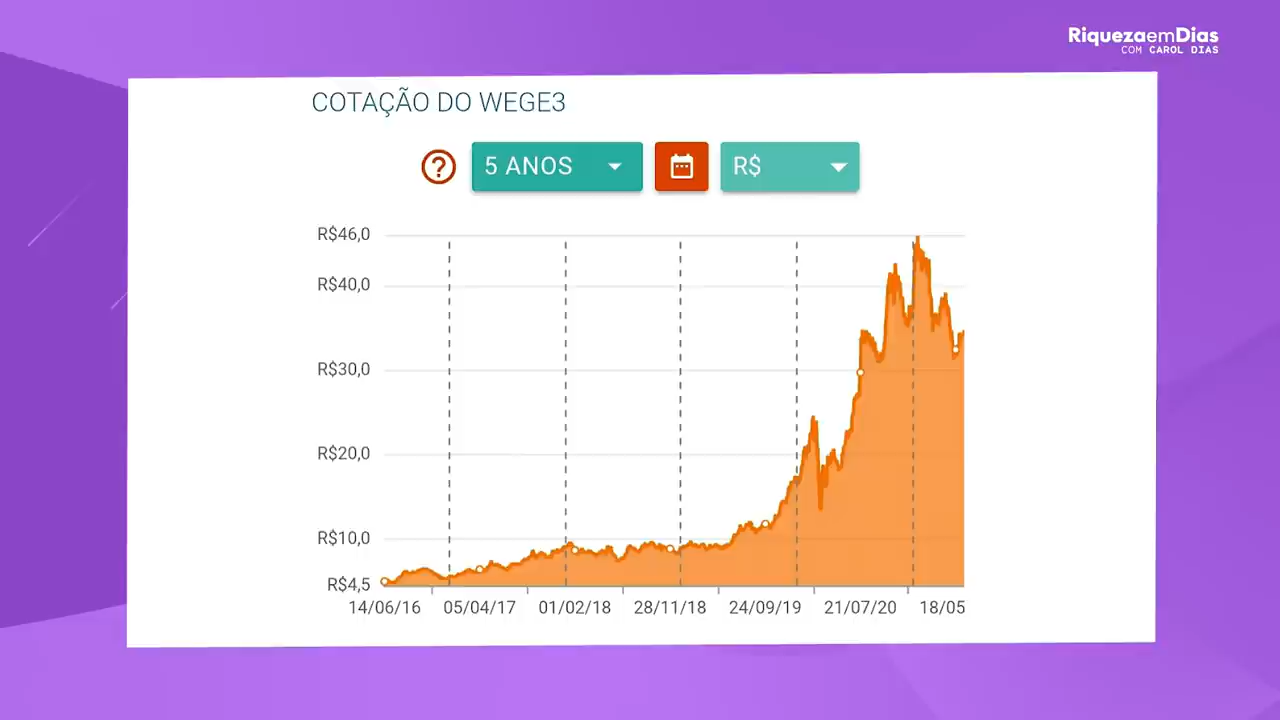 RiquezaemDias
COM CAROL DIAS
COTAÇÃO DO WEGE3
?
5 ANOS
R$
R$46,0
R$40,0
R$30,0
R$20,0
R$10,0
R$4,5
14/06/16
05/04/17
01/02/18
28/11/18
24/09/19
21/07/20
18/05